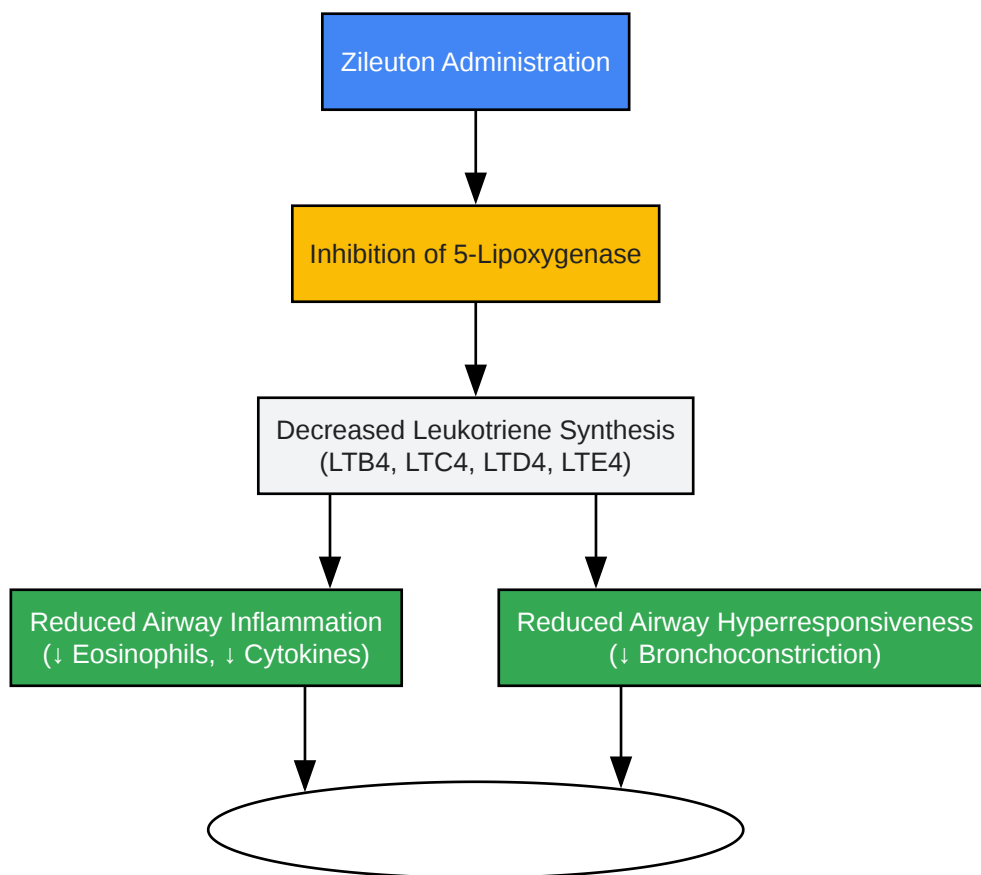 Zileuton Administration
Inhibition of 5-Lipoxygenase
Decreased Leukotriene Synthesis
(LTB4, LTC4, LTD4, LTE4)
Reduced Airway Inflammation
(↓ Eosinophils, ↓ Cytokines)
Reduced Airway Hyperresponsiveness
(↓ Bronchoconstriction)